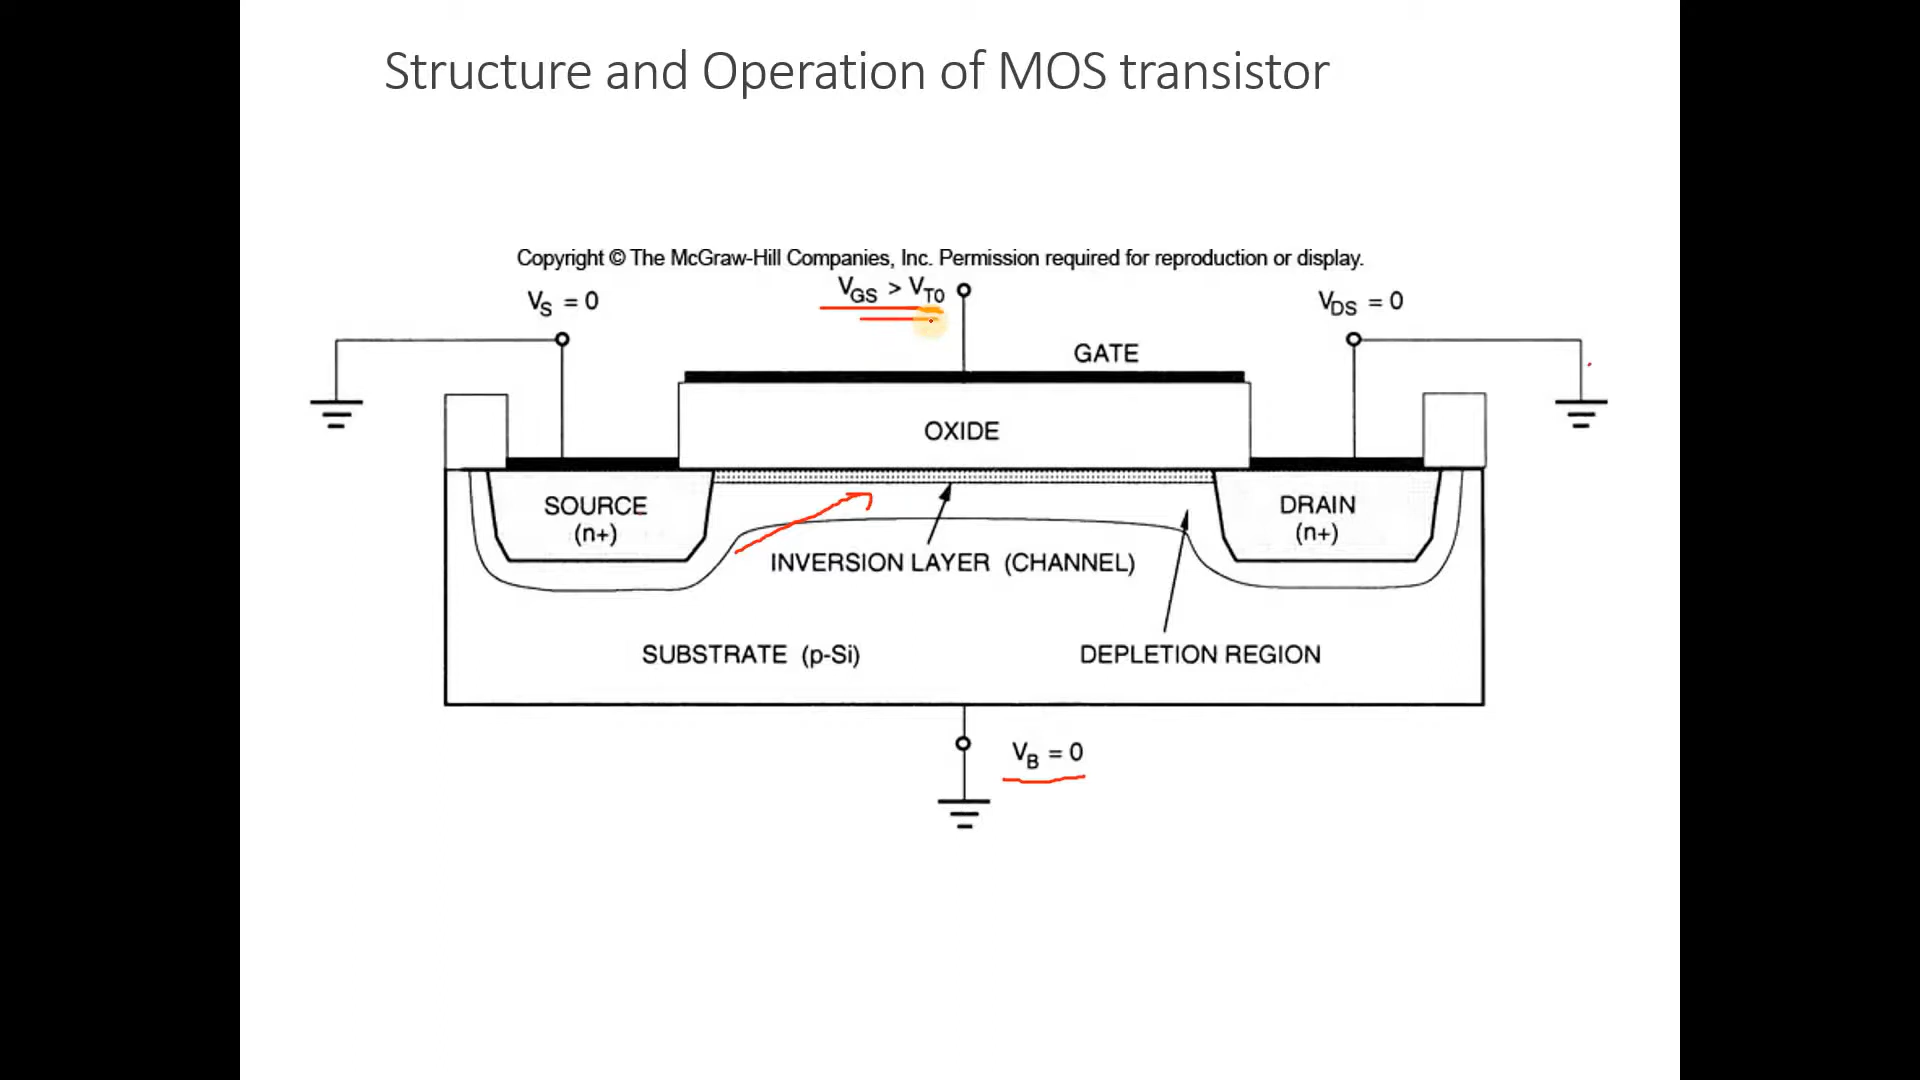 Structure and Operation of MOS transistor
Copyright © The McGraw-Hill Companies, Inc. Permission required for reproduction or display.
VS = 0
VGS > VT0
VDS = 0
GATE
OXIDE
SOURCE
(n+)
DRAIN
(n+)
INVERSION LAYER (CHANNEL)
SUBSTRATE (p-Si)
DEPLETION REGION
VB = 0